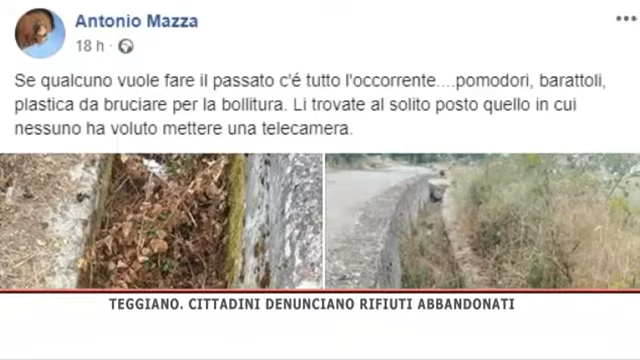 Antonio Mazza
18 h ·
Se qualcuno vuole fare il passato c'é tutto l'occorrente....pomodori, barattoli,
plastica da bruciare per la bollitura. Li trovate al solito posto quello in cui
nessuno ha voluto mettere una telecamera.
TEGGIANO. CITTADINI DENUNCIANO RIFIUTI ABBANDONATI